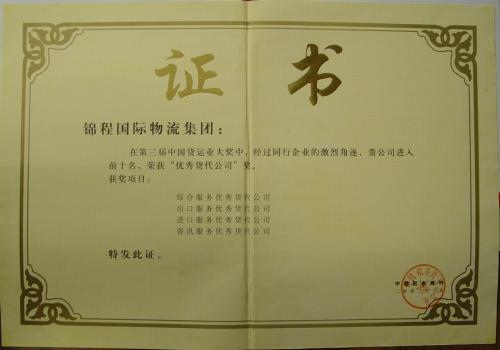 证书
锦程国际物流集团：
在第三届中国货运业大奖中，经过同行企业的激烈角逐，贵公司进入
前十名、荣获“优秀货代公司”奖。
获奖项目：
综合服务优秀货代公司
出口服务优秀货代公司
进口服务优秀货代公司
咨讯服务优秀货代公司
特发此证。